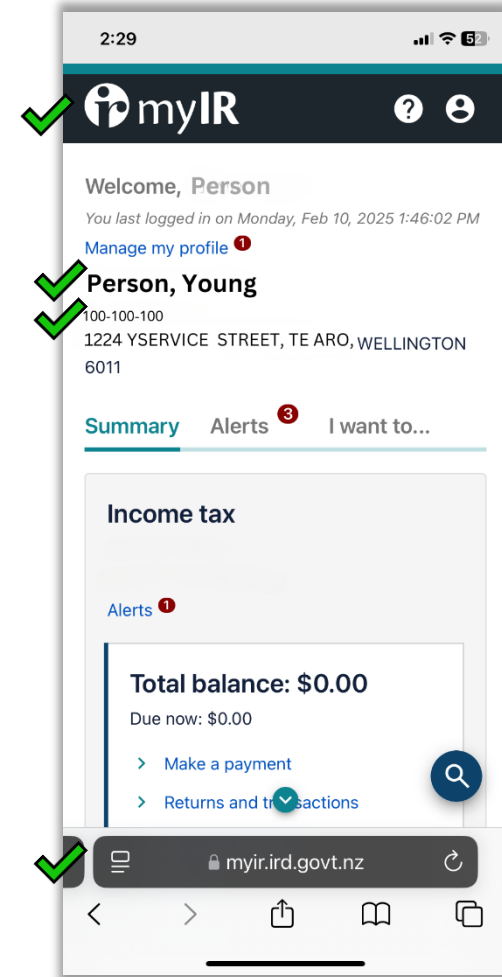 2:29
52
ir myIR
Welcome, Person
You last logged in on Monday, Feb 10, 2025 1:46:02 PM
Manage my profile 1
Person, Young
100-100-100
1224 YSERVICE STREET, TE ARO, WELLINGTON
6011
Summary Alerts 3 I want to...
Income tax
Alerts 1
Total balance: $0.00
Due now: $0.00
Make a payment
Returns and transactions
myir.ird.govt.nz